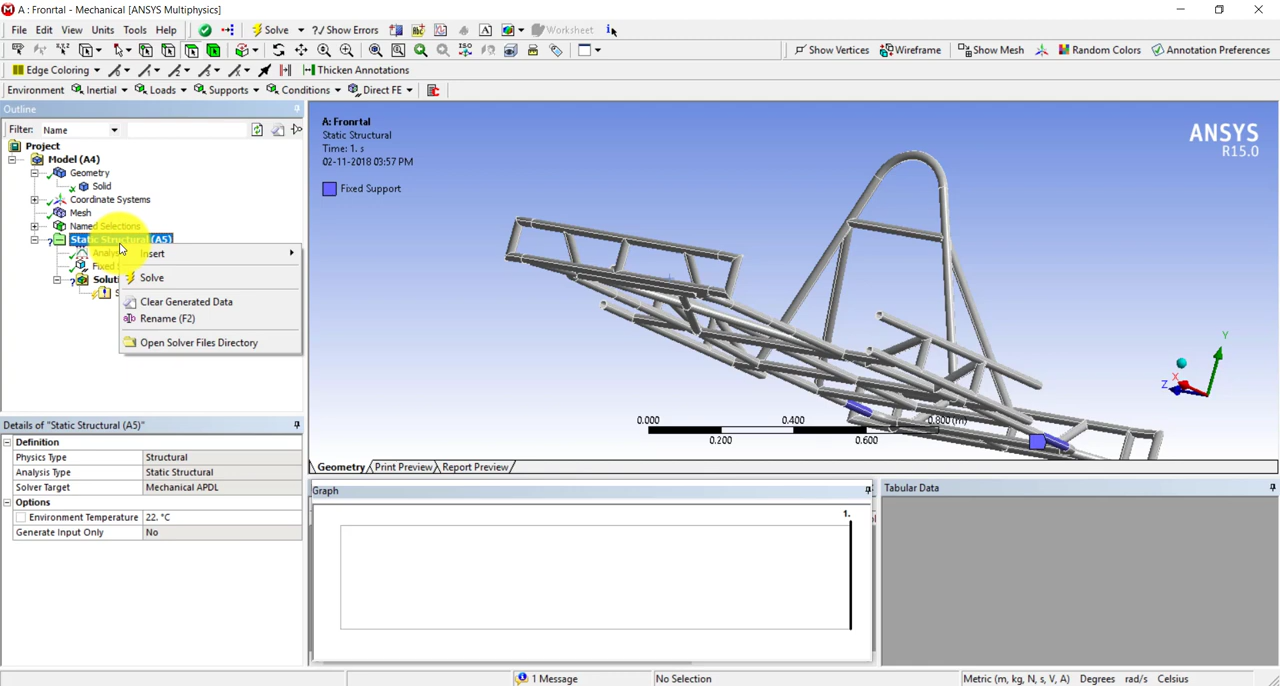 A : Fronrtal - Mechanical [ANSYS Multiphysics]
File Edit View Units Tools Help Solve ?/ Show Errors Worksheet
Show Vertices Wireframe Show Mesh Random Colors Annotation Preferences
Edge Coloring Thicken Annotations
Environment Inertial Loads Supports Conditions Direct FE
Outline
Filter: Name
Project
Model (A4)
Geometry
Solid
Coordinate Systems
Mesh
Named Selections
Static Structural (A5)
Insert
Solve
Clear Generated Data
Rename (F2)
Open Solver Files Directory
A: Fronrtal
Static Structural
Time: 1. s
02-11-2018 03:57 PM
Fixed Support
ANSYS
R15.0
Y
X
Z
0.000 0.400 0.800 (m)
0.200 0.600
Geometry Print Preview Report Preview
Details of "Static Structural (A5)"
Definition
Physics Type Structural
Analysis Type Static Structural
Solver Target Mechanical APDL
Options
Environment Temperature 22. °C
Generate Input Only No
Graph
1.
Tabular Data
1 Message No Selection Metric (m, kg, N, s, V, A) Degrees rad/s Celsius